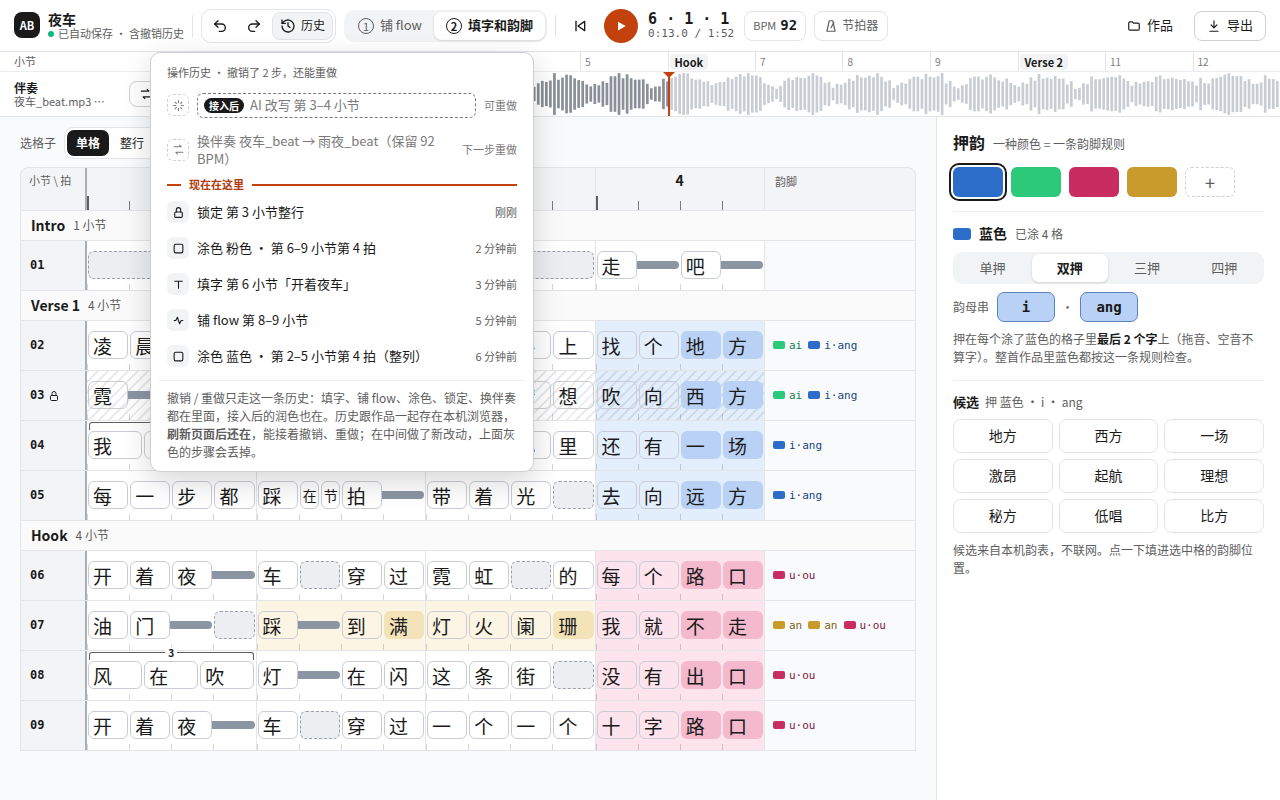 AB
夜车
已自动保存 · 含撤销历史
历史
1 铺 flow
2 填字和韵脚
6 · 1 · 1
0:13.0 / 1:52
BPM 92
节拍器
作品
导出
小节
5
Hook
7
8
9
Verse 2
11
12
伴奏
夜车_beat.mp3 ···
选格子
单格
整行
操作历史 · 撤销了 2 步，还能重做
接入后 AI 改写 第 3–4 小节
可重做
换伴奏 夜车_beat → 雨夜_beat（保留 92 BPM）
下一步重做
现在在这里
锁定 第 3 小节整行
刚刚
涂色 粉色 · 第 6–9 小节第 4 拍
2 分钟前
填字 第 6 小节「开着夜车」
3 分钟前
铺 flow 第 8–9 小节
5 分钟前
涂色 蓝色 · 第 2–5 小节第 4 拍（整列）
6 分钟前
撤销 / 重做只走这一条历史：填字、铺 flow、涂色、锁定、换伴奏
都在里面，接入后的润色也在。历史跟作品一起存在本机浏览器，
刷新页面后还在，能接着撤销、重做；在中间做了新改动，上面灰
色的步骤会丢掉。
小节 \ 拍
4
韵脚
Intro 1 小节
01 走 吧
Verse 1 4 小节
02 凌 晨 上 找 个 地 方 ai i·ang
03 霓 想 吹 向 西 方 ai i·ang
04 我 里 还 有 一 场 i·ang
05 每 一 步 都 踩 在 节 拍 带 着 光 去 向 远 方 i·ang
Hook 4 小节
06 开 着 夜 车 穿 过 霓 虹 的 每 个 路 口 u·ou
07 油 门 踩 到 满 灯 火 阑 珊 我 就 不 走 an an u·ou
3
08 风 在 吹 灯 在 闪 这 条 街 没 有 出 口 u·ou
09 开 着 夜 车 穿 过 一 个 一 个 十 字 路 口 u·ou
押韵 一种颜色 = 一条韵脚规则
+
蓝色 已涂 4 格
单押
双押
三押
四押
韵母串 i · ang
押在每个涂了蓝色的格子里最后 2 个字上（拖音、空音不
算字）。整首作品里蓝色都按这一条规则检查。
候选 押 蓝色 · i · ang
地方
西方
一场
激昂
起航
理想
秘方
低唱
比方
候选来自本机韵表，不联网。点一下填进选中格的韵脚位
置。